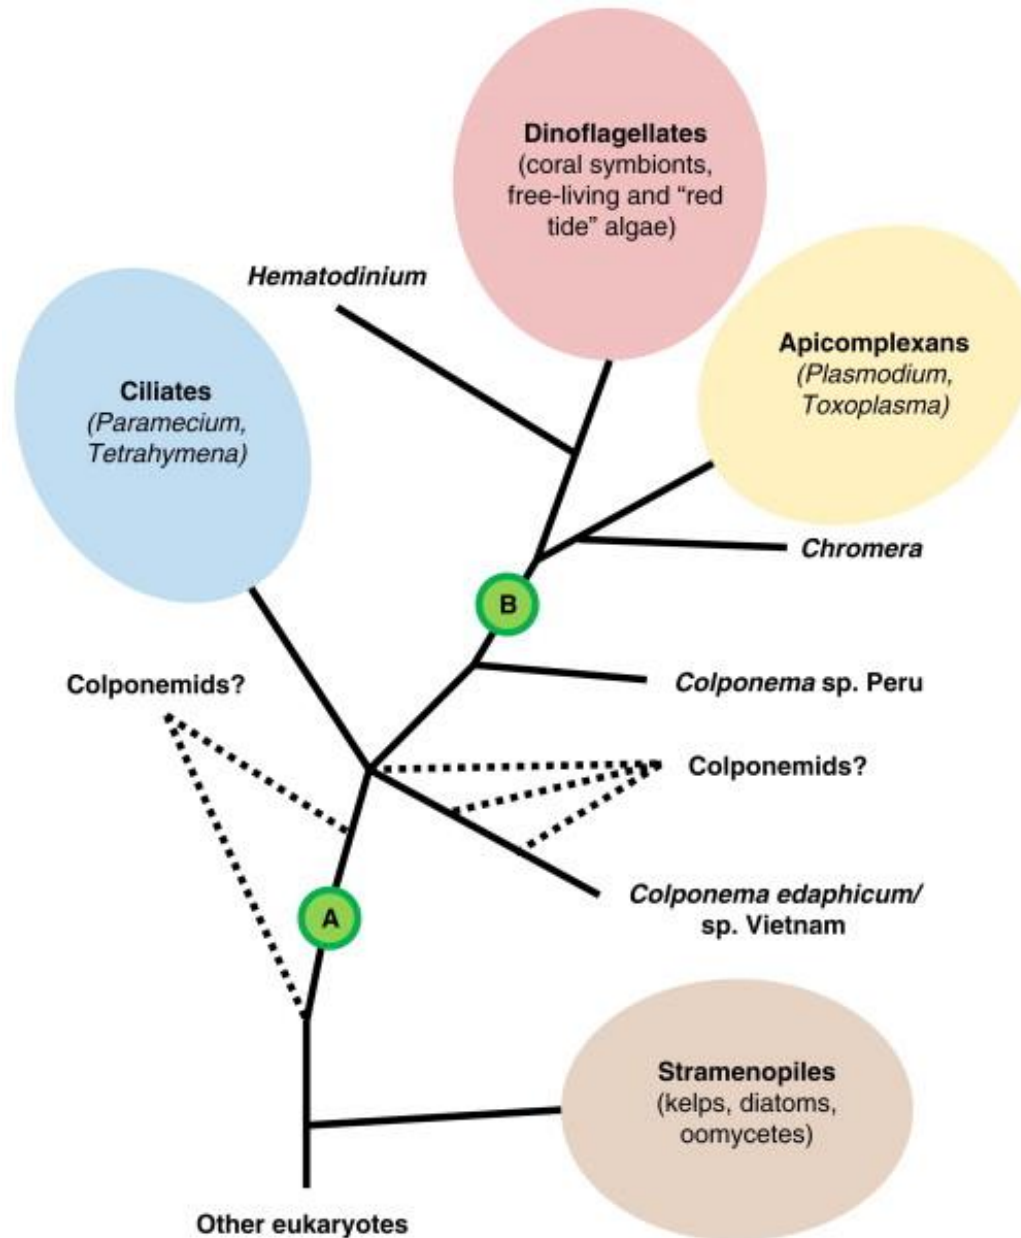 Dinoflagellates
(coral symbionts,
free-living and “red
tide” algae)
Hematodinium
Apicomplexans
(Plasmodium,
Toxoplasma)
Ciliates
(Paramecium,
Tetrahymena)
Chromera
B
Colponema sp. Peru
Colponemids?
Colponemids?
Colponema edaphicum/
sp. Vietnam
A
Stramenopiles
(kelps, diatoms,
oomycetes)
Other eukaryotes